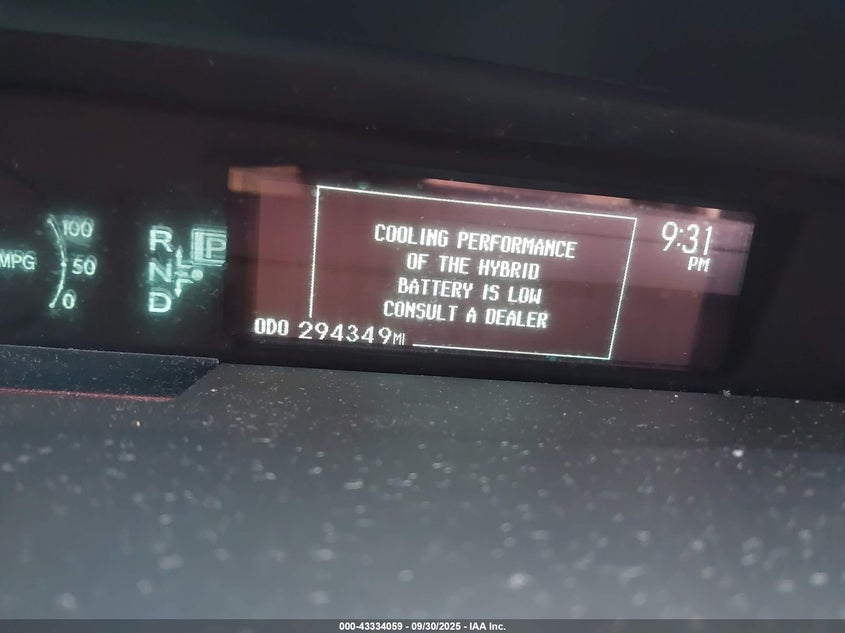 100
MPG
50
0
R
P
N
D
COOLING PERFORMANCE
OF THE HYBRID
BATTERY IS LOW
CONSULT A DEALER
9:31
PM
ODO 294349MI
000-43334059 - 09/30/2025 - IAA Inc.